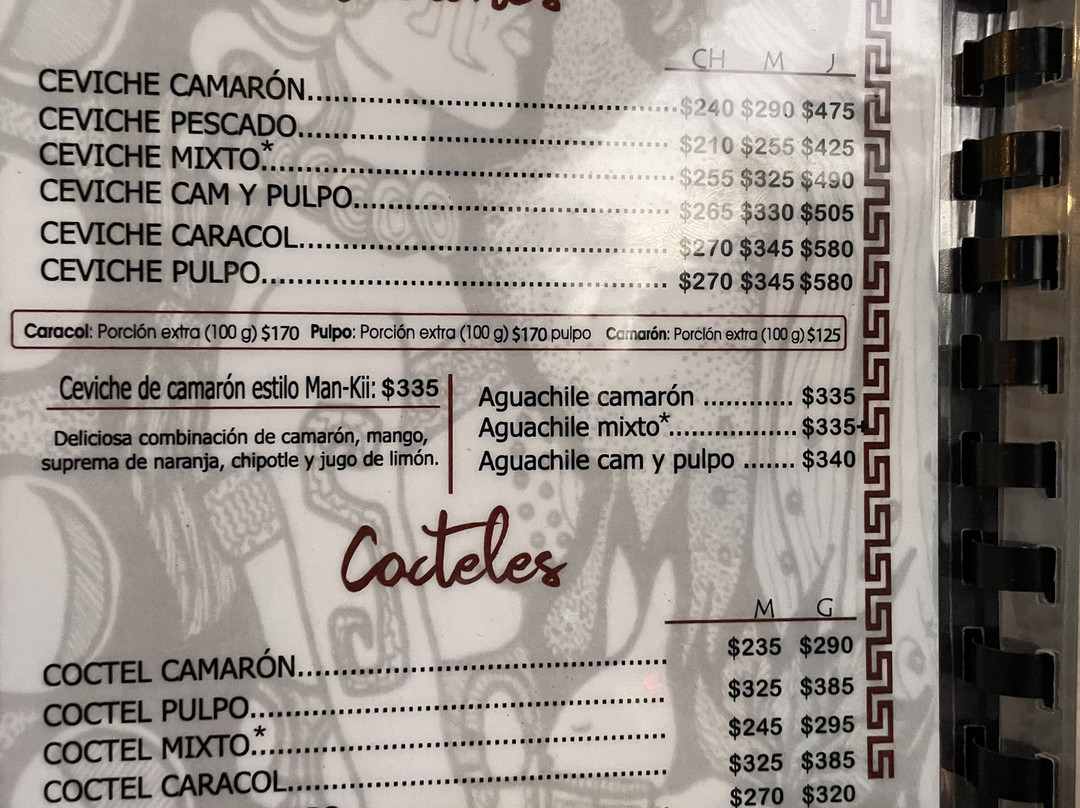 CH M J
CEVICHE CAMARÓN....................................$240 $290 $475
CEVICHE PESCADO....................................$210 $255 $425
CEVICHE MIXTO*....................................$255 $325 $490
CEVICHE CAM Y PULPO.............................. $265 $330 $505
CEVICHE CARACOL.................................... $270 $345 $580
CEVICHE PULPO....................................... $270 $345 $580
Caracol: Porción extra (100 g) $170 Pulpo: Porción extra (100 g) $170 pulpo Camarón: Porción extra (100 g) $125
Ceviche de camarón estilo Man-Kii: $335
Deliciosa combinación de camarón, mango,
suprema de naranja, chipotle y jugo de limón.
Aguachile camarón ............ $335
Aguachile mixto*................. $335+
Aguachile cam y pulpo ....... $340
Cocteles
M G
COCTEL CAMARÓN.................................... $235 $290
COCTEL PULPO........................................ $325 $385
COCTEL MIXTO*....................................... $245 $295
COCTEL CARACOL.................................... $325 $385
$270 $320